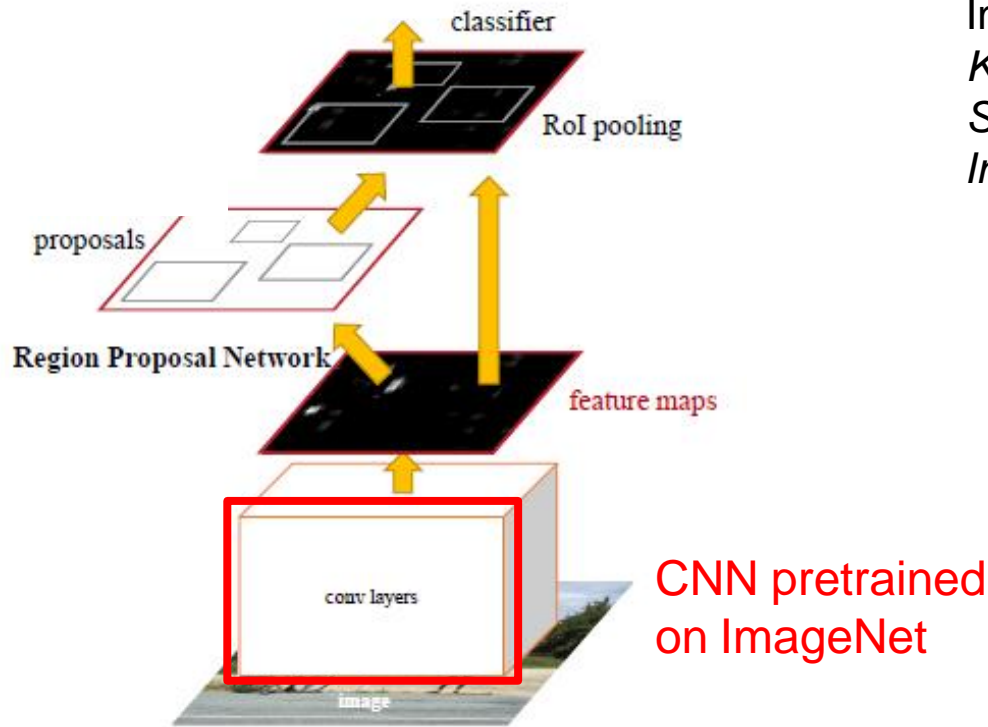 classifier
RoI pooling
proposals
Region Proposal Network
feature maps
conv layers
CNN pretrained
on ImageNet
image